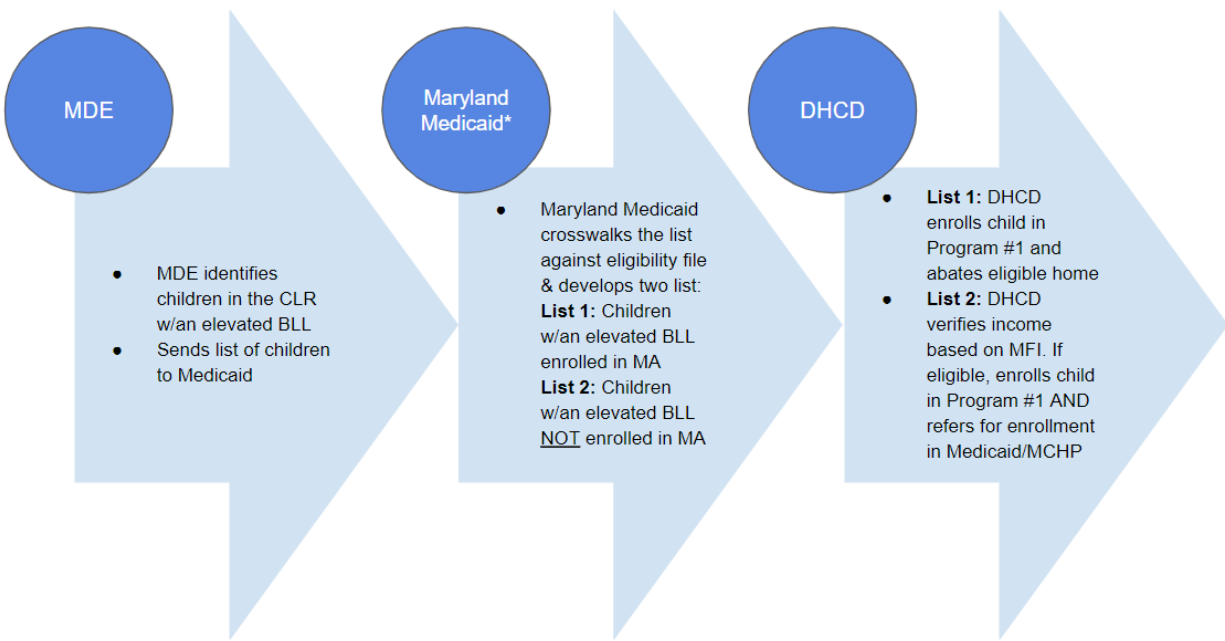 MDE
● MDE identifies
children in the CLR
w/an elevated BLL
● Sends list of children
to Medicaid
Maryland
Medicaid*
● Maryland Medicaid
crosswalks the list
against eligibility file
& develops two list:
List 1: Children
w/an elevated BLL
enrolled in MA
List 2: Children
w/an elevated BLL
NOT enrolled in MA
DHCD
● List 1: DHCD
enrolls child in
Program #1 and
abates eligible home
● List 2: DHCD
verifies income
based on MFI. If
eligible, enrolls child
in Program #1 AND
refers for enrollment
in Medicaid/MCHP